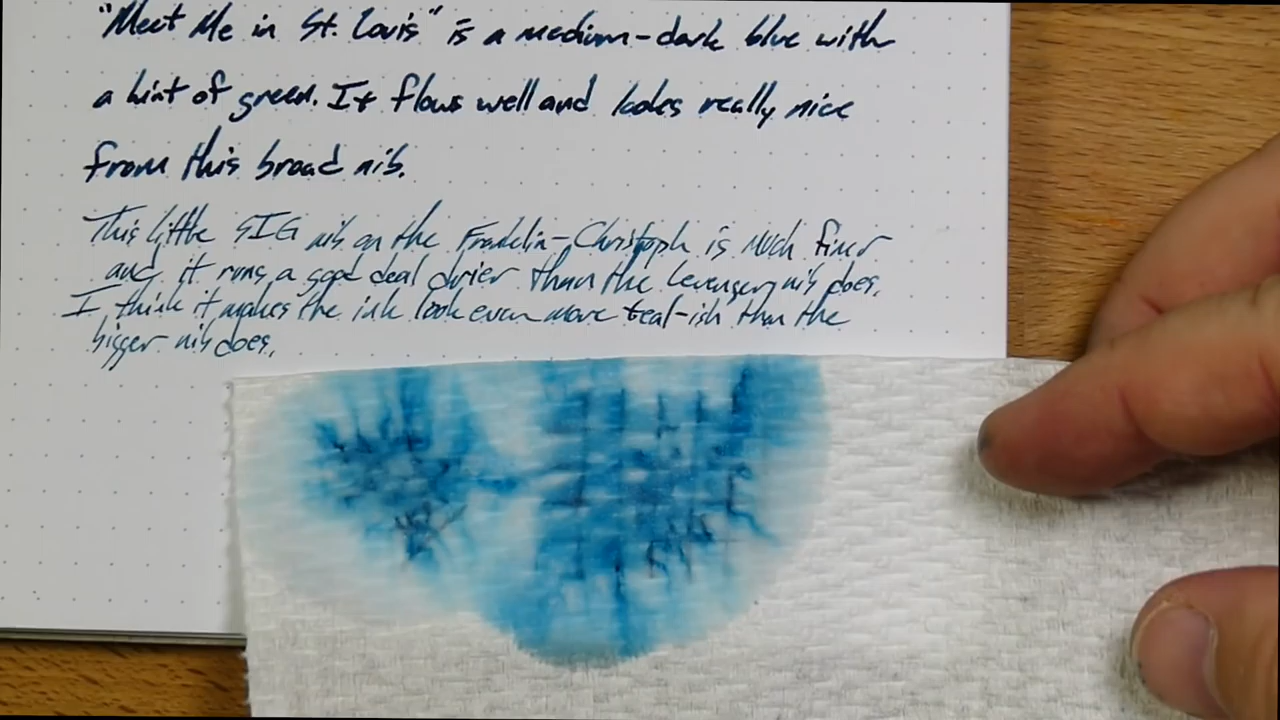 "Meet Me in St. Louis" is a medium-dark blue with
a hint of green. It flows well and looks really nice
from this broad nib.
This little SIG nib on the Franklin-Christoph is much finer
and it runs a good deal drier than the Levenger nib does.
I think it makes the ink look even more teal-ish than the
bigger nib does.